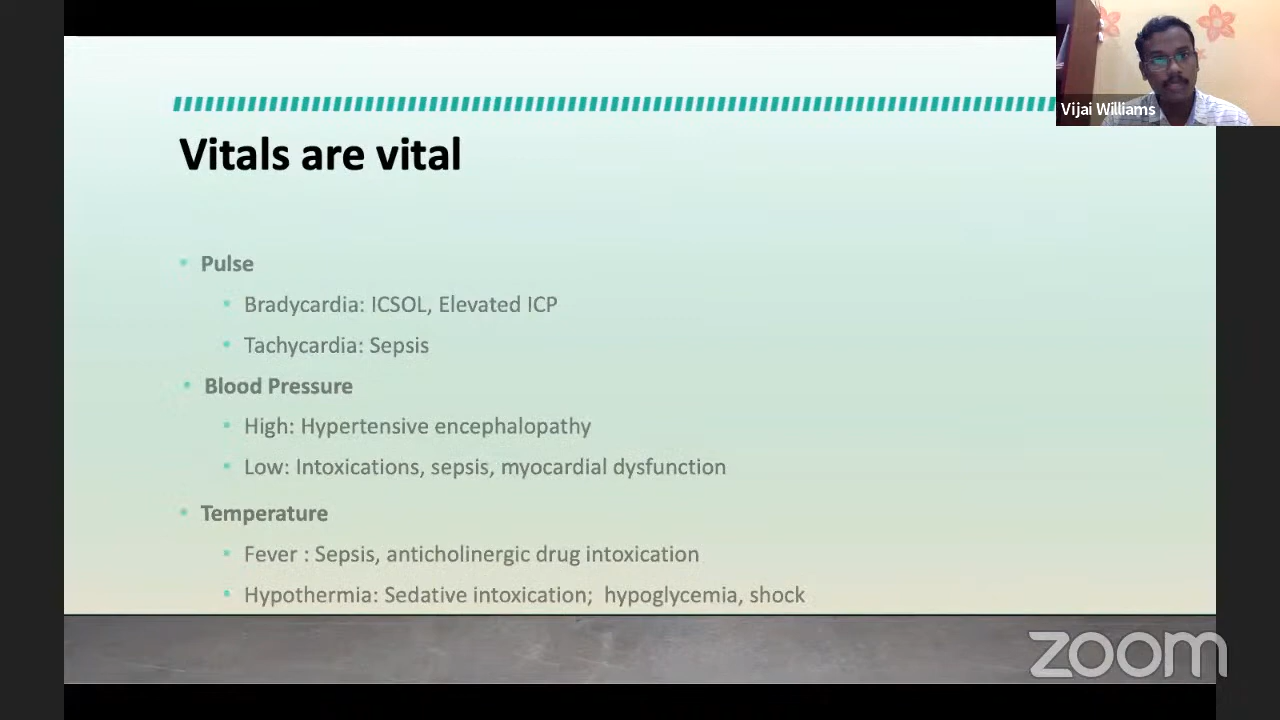 Vijai Williams
Vitals are vital
Pulse
Bradycardia: ICSOL, Elevated ICP
Tachycardia: Sepsis
Blood Pressure
High: Hypertensive encephalopathy
Low: Intoxications, sepsis, myocardial dysfunction
Temperature
Fever : Sepsis, anticholinergic drug intoxication
Hypothermia: Sedative intoxication; hypoglycemia, shock
zoom